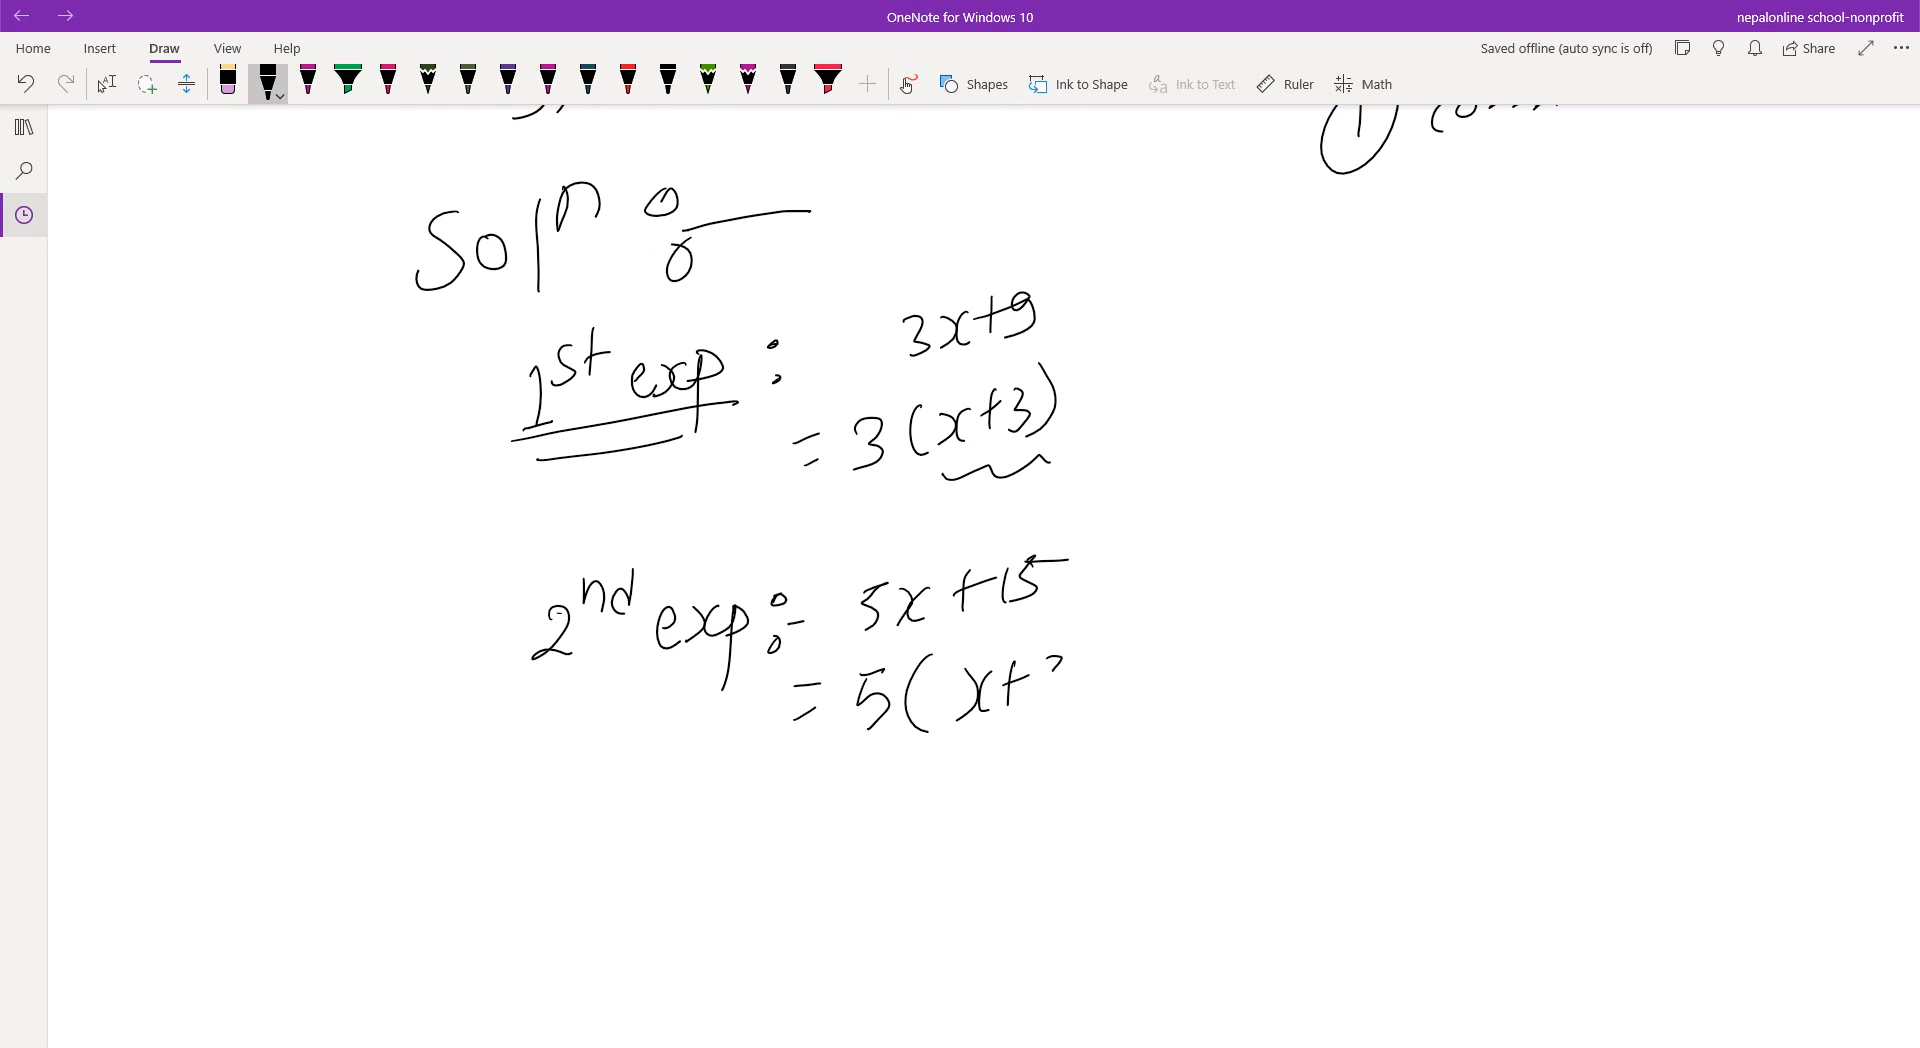 OneNote for Windows 10
nepalonline school-nonprofit
Home Insert Draw View Help
Saved offline (auto sync is off) Share
Shapes Ink to Shape Ink to Text Ruler Math
Solⁿ :-
1st exp : 3x+9
= 3(x+3)
2nd exp :- 5x+15
= 5( x+